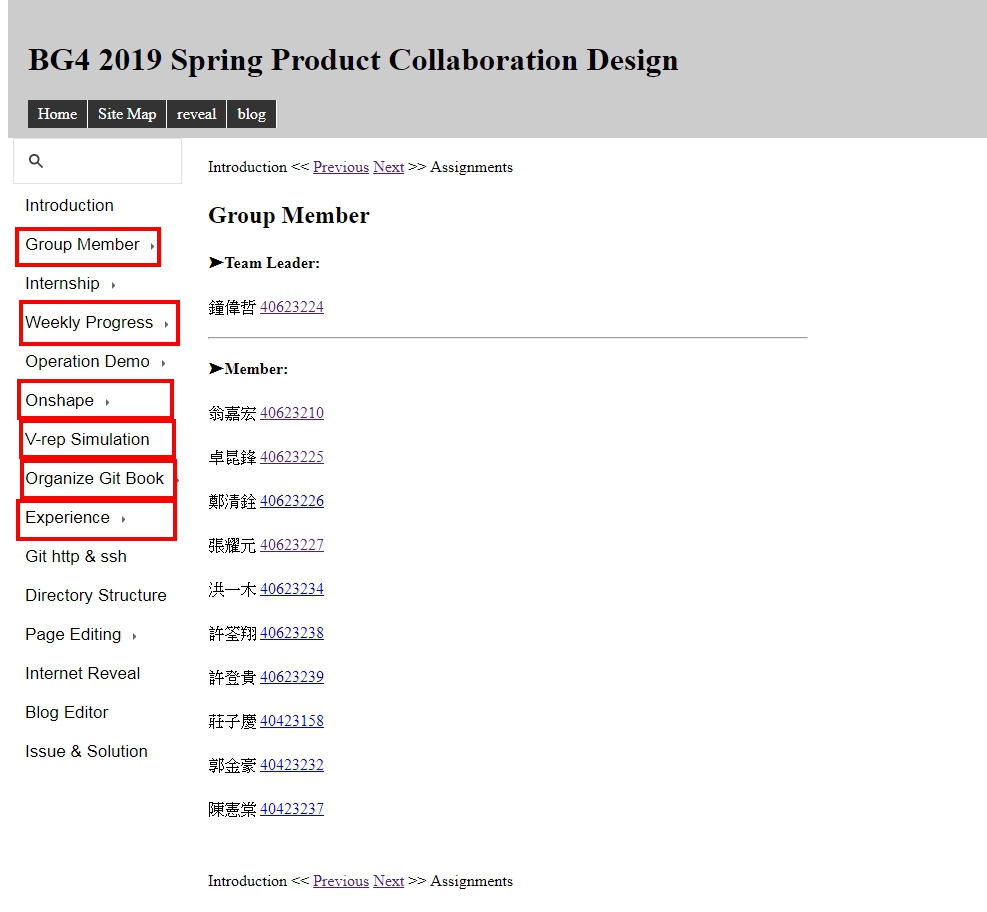 BG4 2019 Spring Product Collaboration Design
Home Site Map reveal blog
Introduction
Group Member
Internship
Weekly Progress
Operation Demo
Onshape
V-rep Simulation
Organize Git Book
Experience
Git http & ssh
Directory Structure
Page Editing
Internet Reveal
Blog Editor
Issue & Solution
Introduction << Previous Next >> Assignments
Group Member
➤Team Leader:
鐘偉哲 40623224
➤Member:
翁嘉宏 40623210
卓昆鋒 40623225
鄭清銓 40623226
張耀元 40623227
洪一木 40623234
許筌翔 40623238
許登貴 40623239
莊子慶 40423158
郭金豪 40423232
陳憲棠 40423237
Introduction << Previous Next >> Assignments